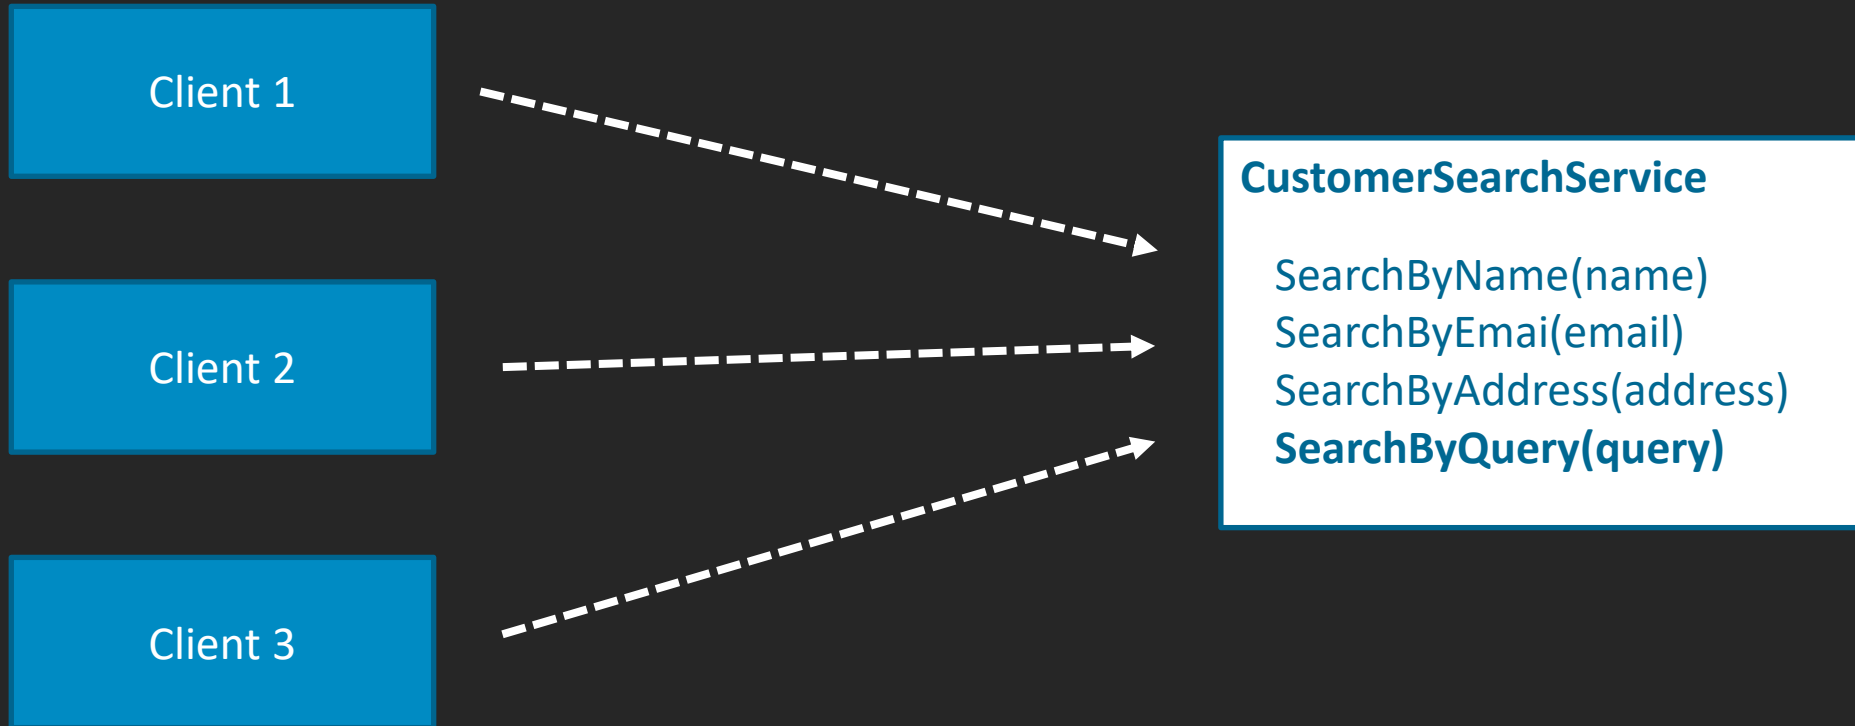 Client 1
Client 2
Client 3
CustomerSearchService
SearchByName(name)
SearchByEmai(email)
SearchByAddress(address)
SearchByQuery(query)